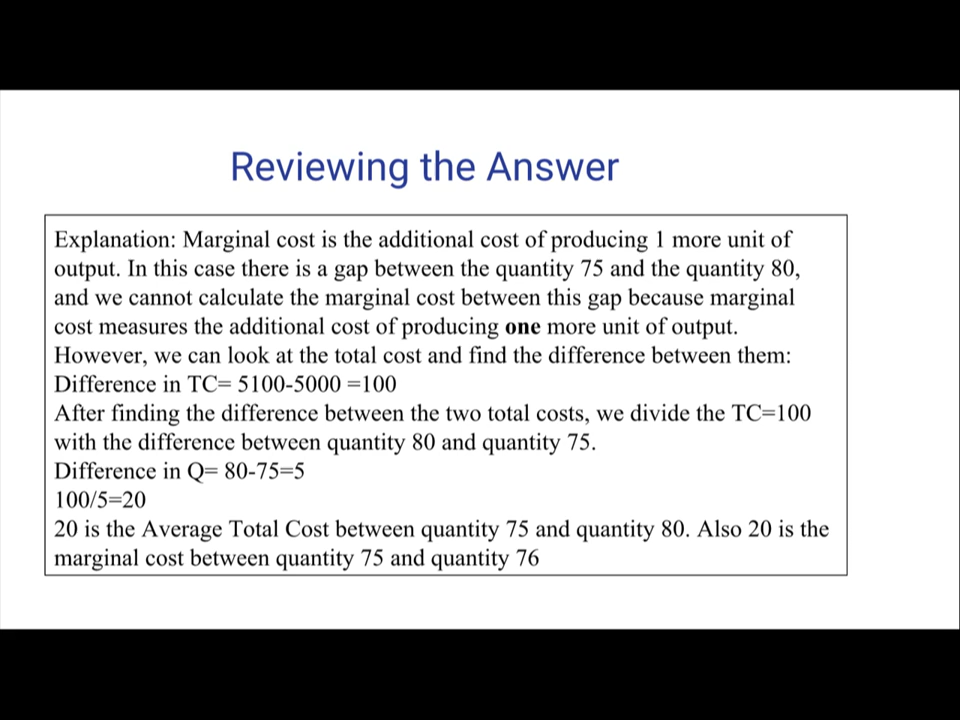 Reviewing the Answer
Explanation: Marginal cost is the additional cost of producing 1 more unit of
output. In this case there is a gap between the quantity 75 and the quantity 80,
and we cannot calculate the marginal cost between this gap because marginal
cost measures the additional cost of producing one more unit of output.
However, we can look at the total cost and find the difference between them:
Difference in TC= 5100-5000 =100
After finding the difference between the two total costs, we divide the TC=100
with the difference between quantity 80 and quantity 75.
Difference in Q= 80-75=5
100/5=20
20 is the Average Total Cost between quantity 75 and quantity 80. Also 20 is the
marginal cost between quantity 75 and quantity 76